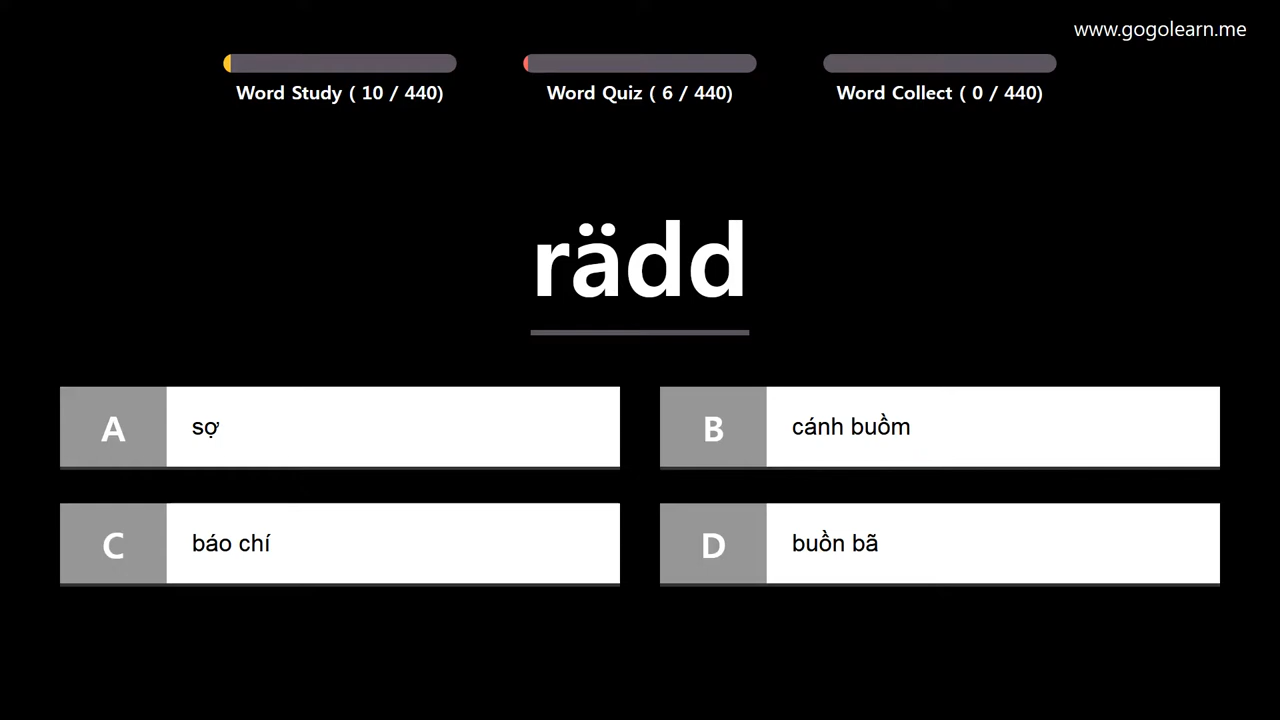 www.gogolearn.me
Word Study ( 10 / 440)
Word Quiz ( 6 / 440)
Word Collect ( 0 / 440)
rädd
A sợ
B cánh buồm
C báo chí
D buồn bã